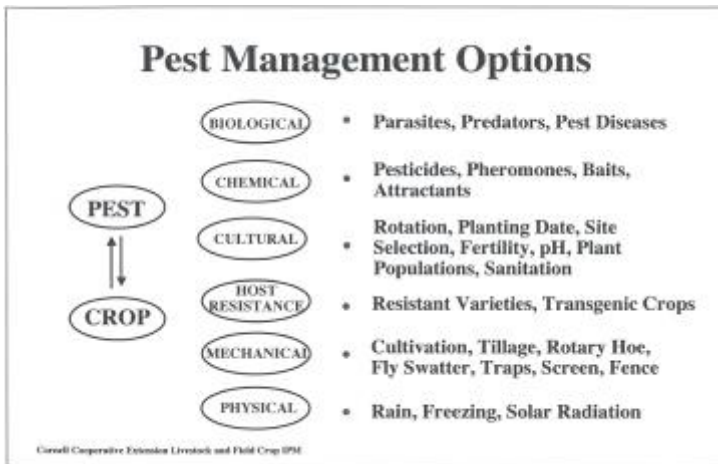 Pest Management Options
BIOLOGICAL
• Parasites, Predators, Pest Diseases
CHEMICAL
• Pesticides, Pheromones, Baits,
Attractants
PEST
CULTURAL
• Rotation, Planting Date, Site
Selection, Fertility, pH, Plant
Populations, Sanitation
CROP
HOST
RESISTANCE
• Resistant Varieties, Transgenic Crops
MECHANICAL
• Cultivation, Tillage, Rotary Hoe,
Fly Swatter, Traps, Screen, Fence
PHYSICAL
• Rain, Freezing, Solar Radiation
Cornell Cooperative Extension Livestock and Field Crop IPM